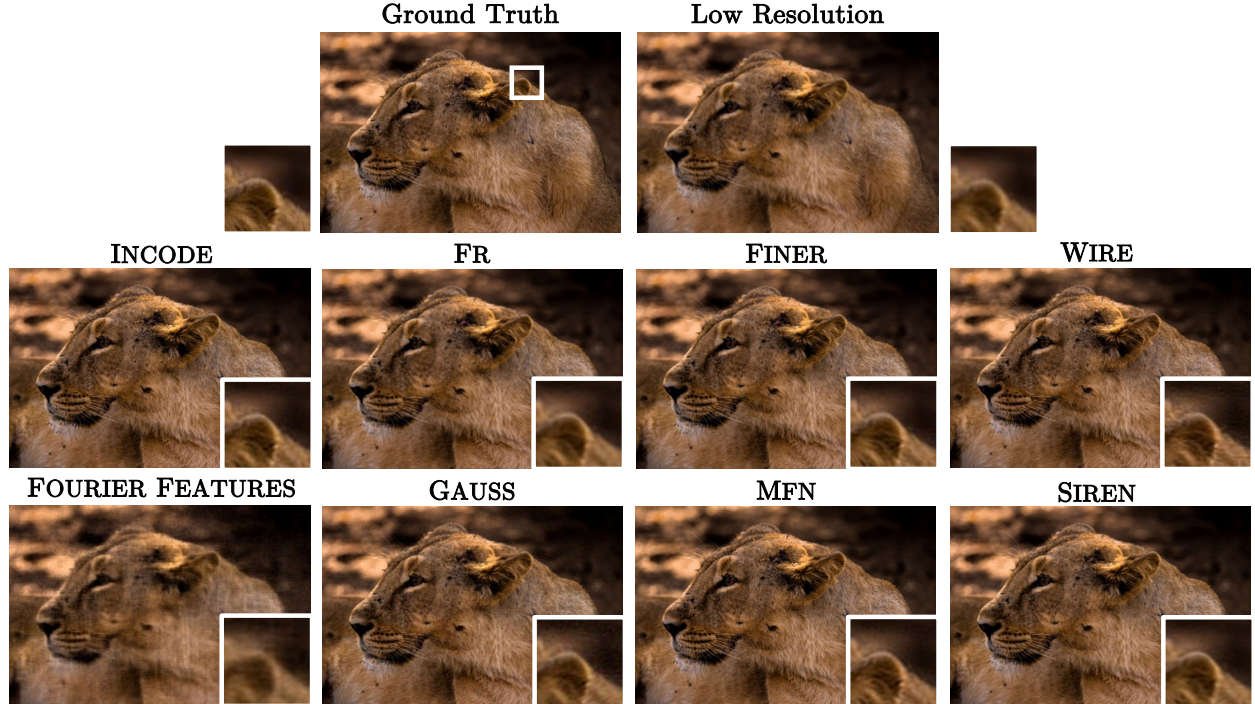 Ground Truth
Low Resolution
INCODE
FR
FINER
WIRE
FOURIER FEATURES
GAUSS
MFN
SIREN